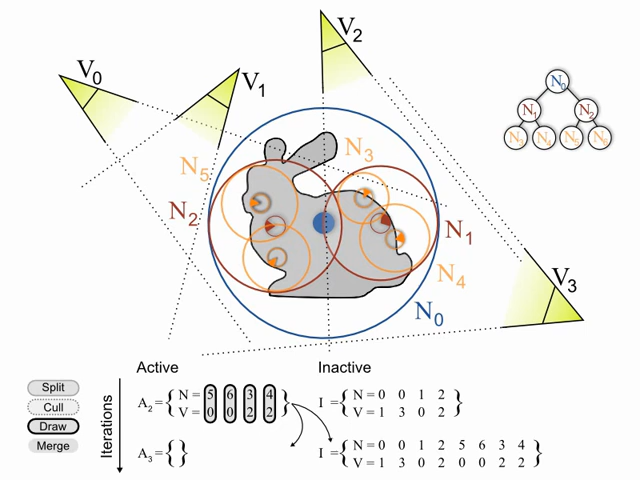 V2
V0
V1
N0
N1 N2
N3 N4 N5 N6
N3
N5
N2
N1
N4
V3
N0
Active
Inactive
Split
Cull
Draw
Merge
Iterations
A2 = { N = 5 6 3 4
V = 0 0 2 2 }
I = { N = 0 0 1 2
V = 1 3 0 2 }
A3 = { }
I = { N = 0 0 1 2 5 6 3 4
V = 1 3 0 2 0 0 2 2 }